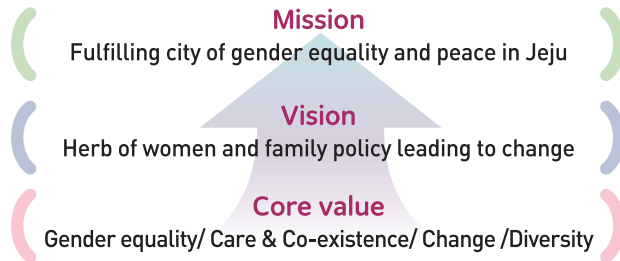 Mission
Fulfilling city of gender equality and peace in Jeju
Vision
Herb of women and family policy leading to change
Core value
Gender equality/ Care & Co-existence/ Change /Diversity